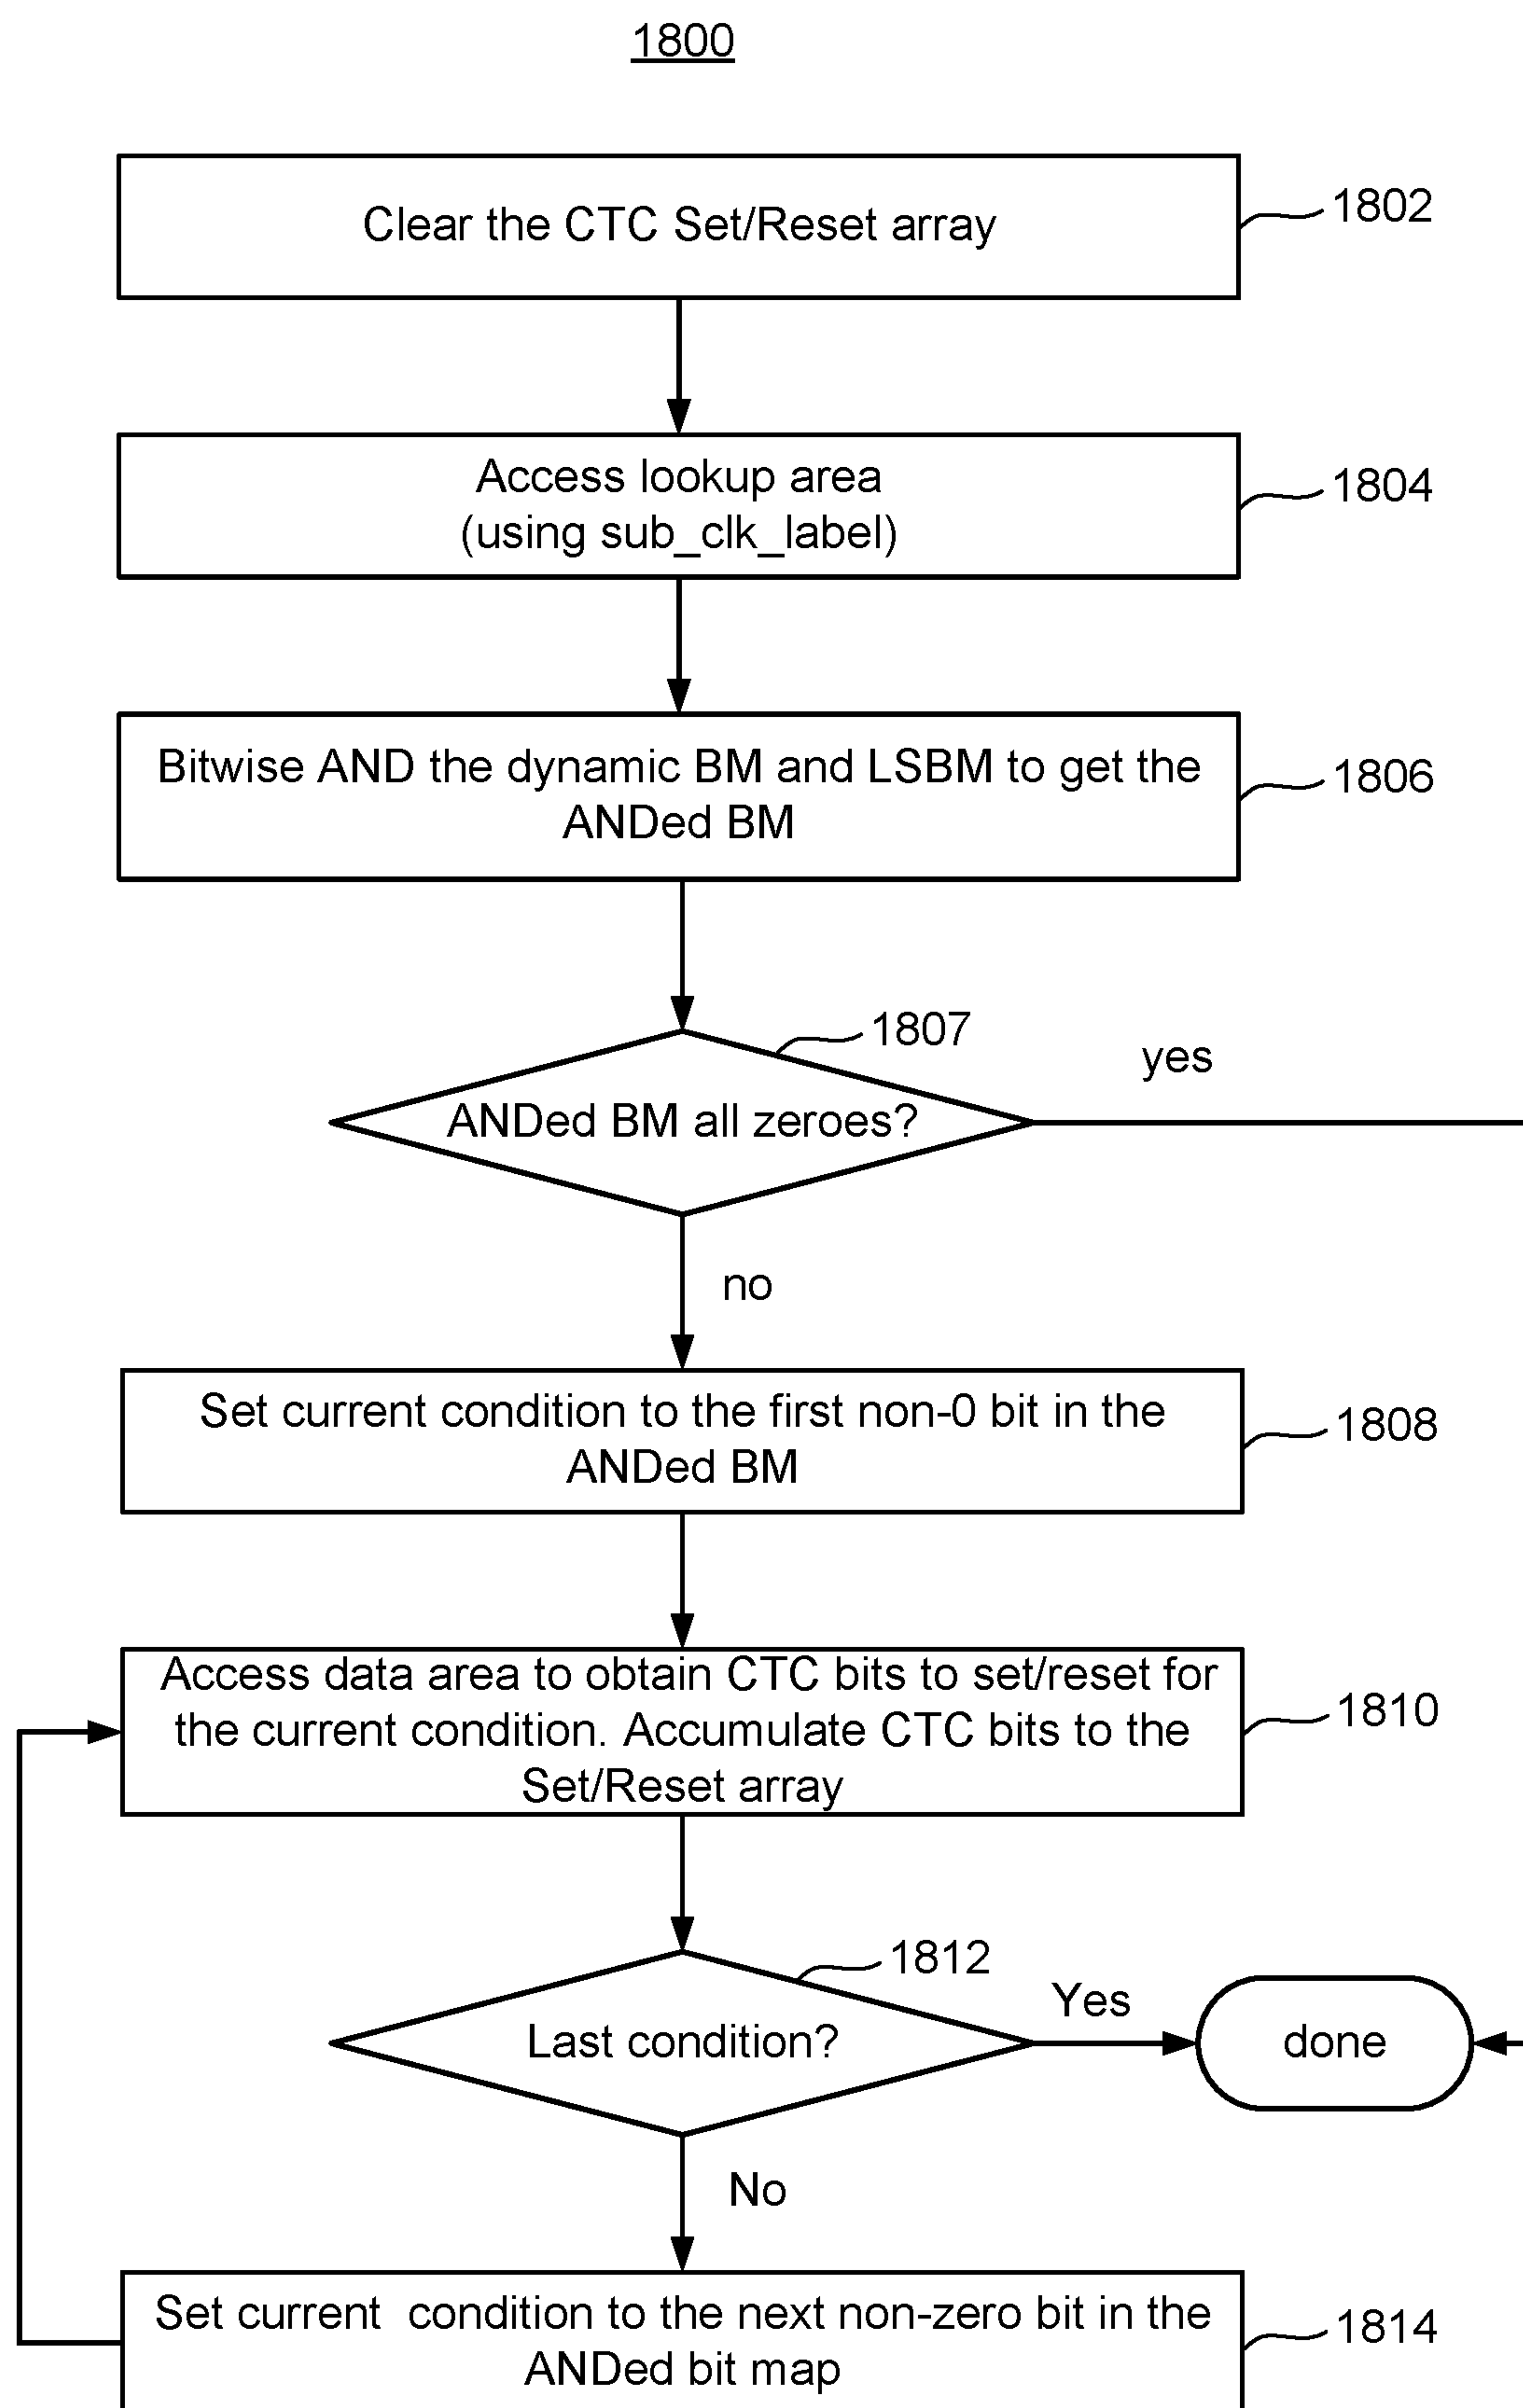 1800
Clear the CTC Set/Reset array
1802
Access lookup area
(using sub_clk_label)
1804
Bitwise AND the dynamic BM and LSBM to get the
ANDed BM
1806
1807
ANDed BM all zeroes?
yes
no
Set current condition to the first non-0 bit in the
ANDed BM
1808
Access data area to obtain CTC bits to set/reset for
the current condition. Accumulate CTC bits to the
Set/Reset array
1810
1812
Last condition?
Yes
done
No
Set current  condition to the next non-zero bit in the
ANDed bit map
1814